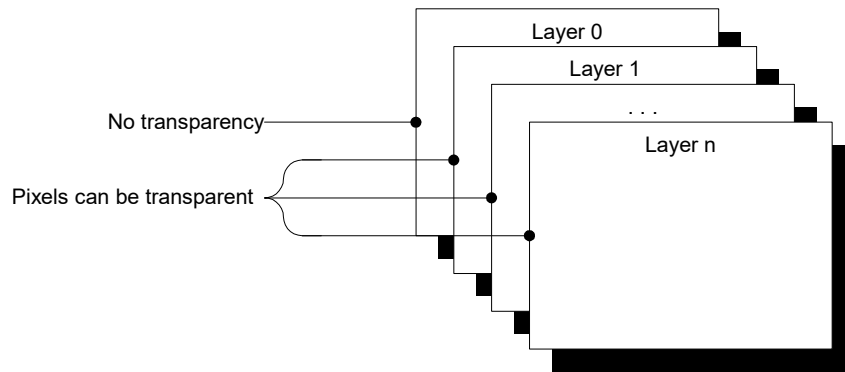 Layer 0
Layer 1
. . .
No transparency
Layer n
Pixels can be transparent